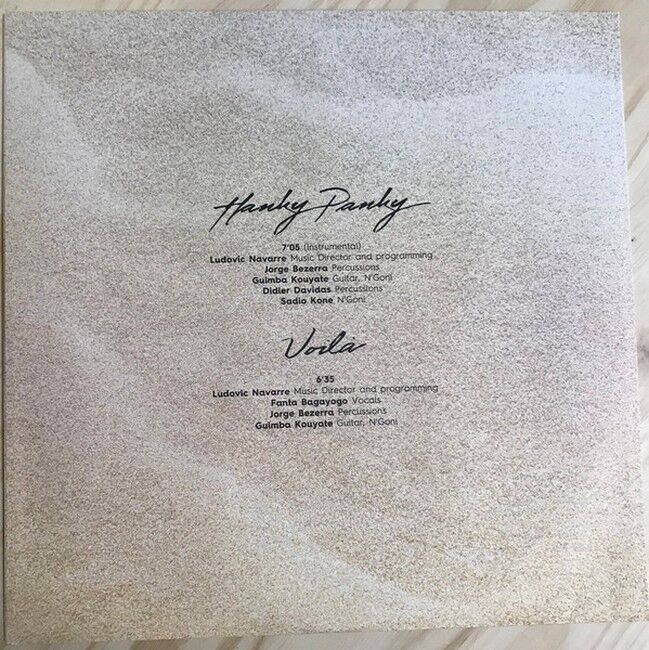 Hanky Panky
7'05 (Instrumental)
Ludovic Navarre Music Director and programming
Jorge Bezerra Percussions
Guimba Kouyate Guitar, N'Goni
Didier Davidas Percussions
Sadio Kone N'Goni
Voilà
6'35
Ludovic Navarre Music Director and programming
Fanta Bagayogo Vocals
Jorge Bezerra Percussions
Guimba Kouyate Guitar, N'Goni